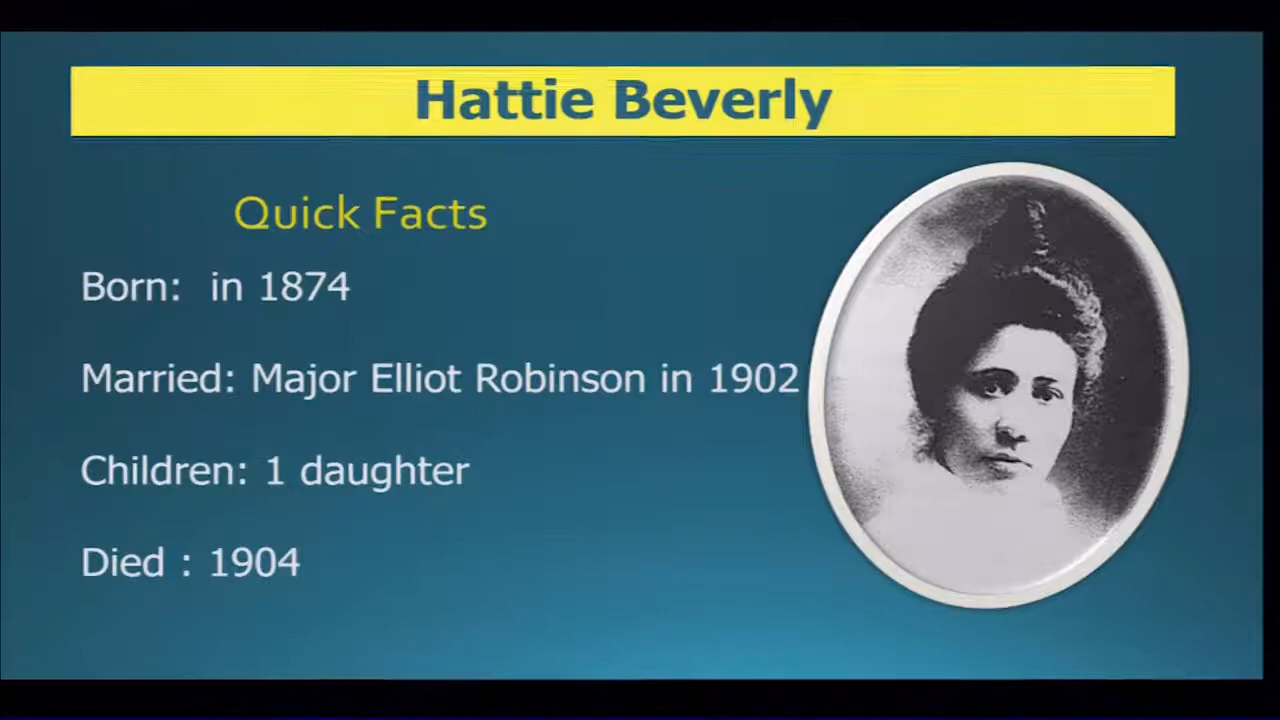 Hattie Beverly
Quick Facts
Born: in 1874
Married: Major Elliot Robinson in 1902
Children: 1 daughter
Died : 1904